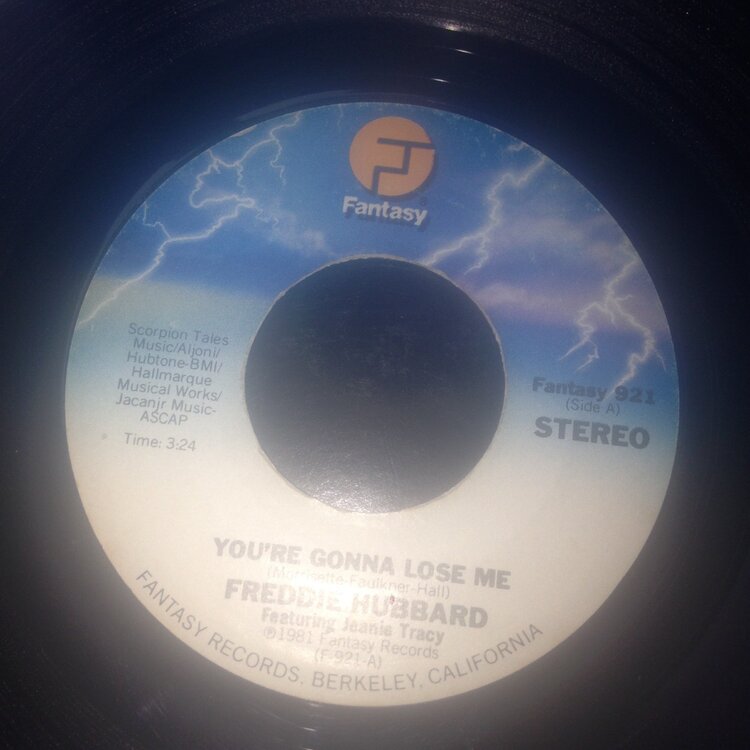 Fantasy
Scorpion Tales
Music/Aljoni/
Hubtone-BMI/
Hallmarque
Musical Works/
Jacanjr Music-
ASCAP
Time: 3:24
Fantasy 921
(Side A)
STEREO
YOU'RE GONNA LOSE ME
(Morrisette-Faulkner-Hall)
FREDDIE HUBBARD
Featuring Jeanie Tracy
℗1981 Fantasy Records
(F-921-A)
FANTASY RECORDS, BERKELEY, CALIFORNIA